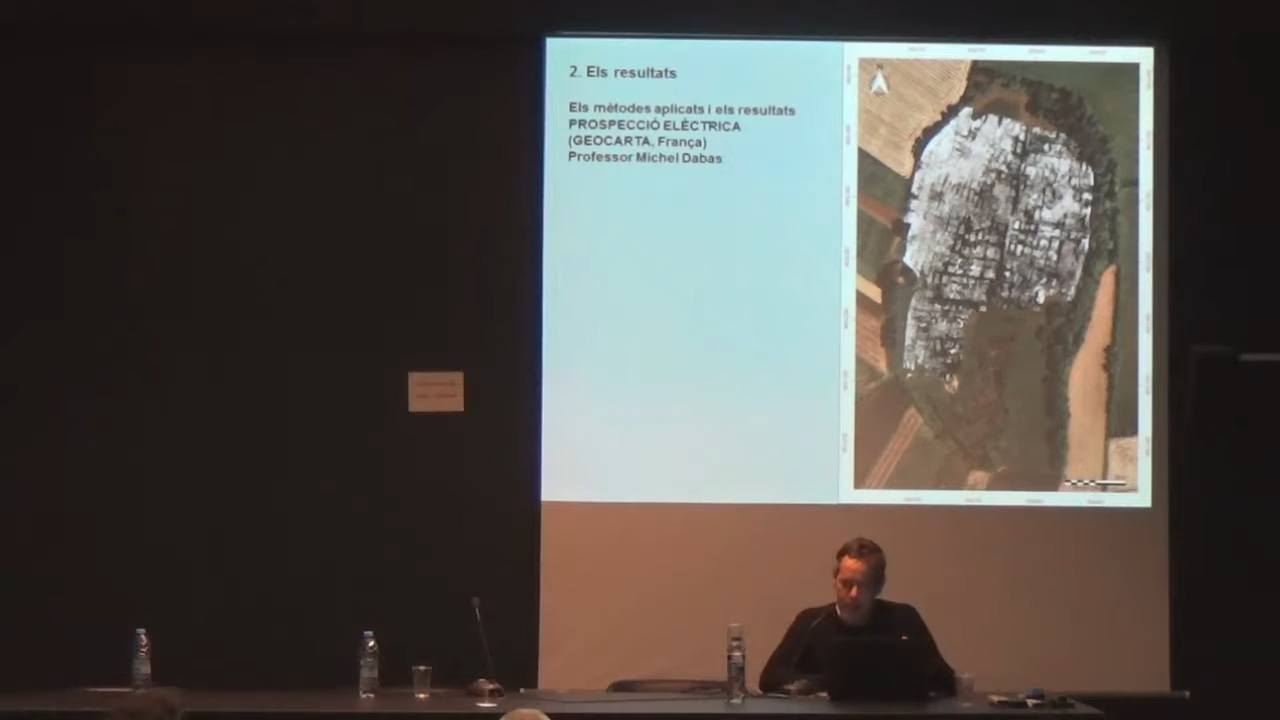 2. Els resultats
Els mètodes aplicats i els resultats
PROSPECCIÓ ELÈCTRICA
(GEOCARTA, França)
Professor Michel Dabas
N